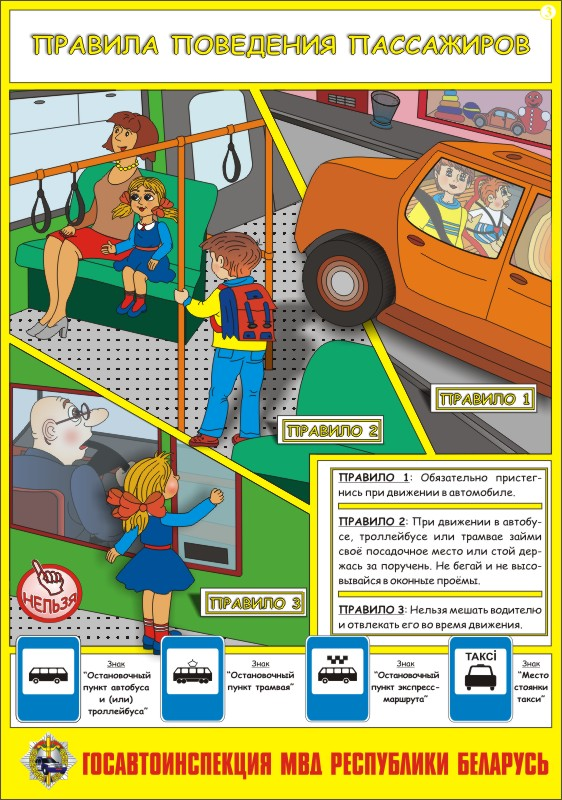 3
ПРАВИЛА ПОВЕДЕНИЯ ПАССАЖИРОВ
ПРАВИЛО 1
ПРАВИЛО 2
ПРАВИЛО 1: Обязательно пристег-
нись при движении в автомобиле.
ПРАВИЛО 2: При движении в автобу-
се, троллейбусе или трамвае займи
своё посадочное место или стой дер-
жась за поручень. Не бегай и не высо-
вывайся в оконные проёмы.
ПРАВИЛО 3: Нельзя мешать водителю
и отвлекать его во время движения.
НЕЛЬЗЯ
ПРАВИЛО 3
Знак
"Остановочный
пункт автобуса
и (или)
троллейбуса"
Знак
"Остановочный
пункт трамвая"
Знак
"Остановочный
пункт экспресс-
маршрута"
ТАКСІ
Знак
"Место
стоянки
такси"
ГОСАВТОИНСПЕКЦИЯ МВД РЕСПУБЛИКИ БЕЛАРУСЬ